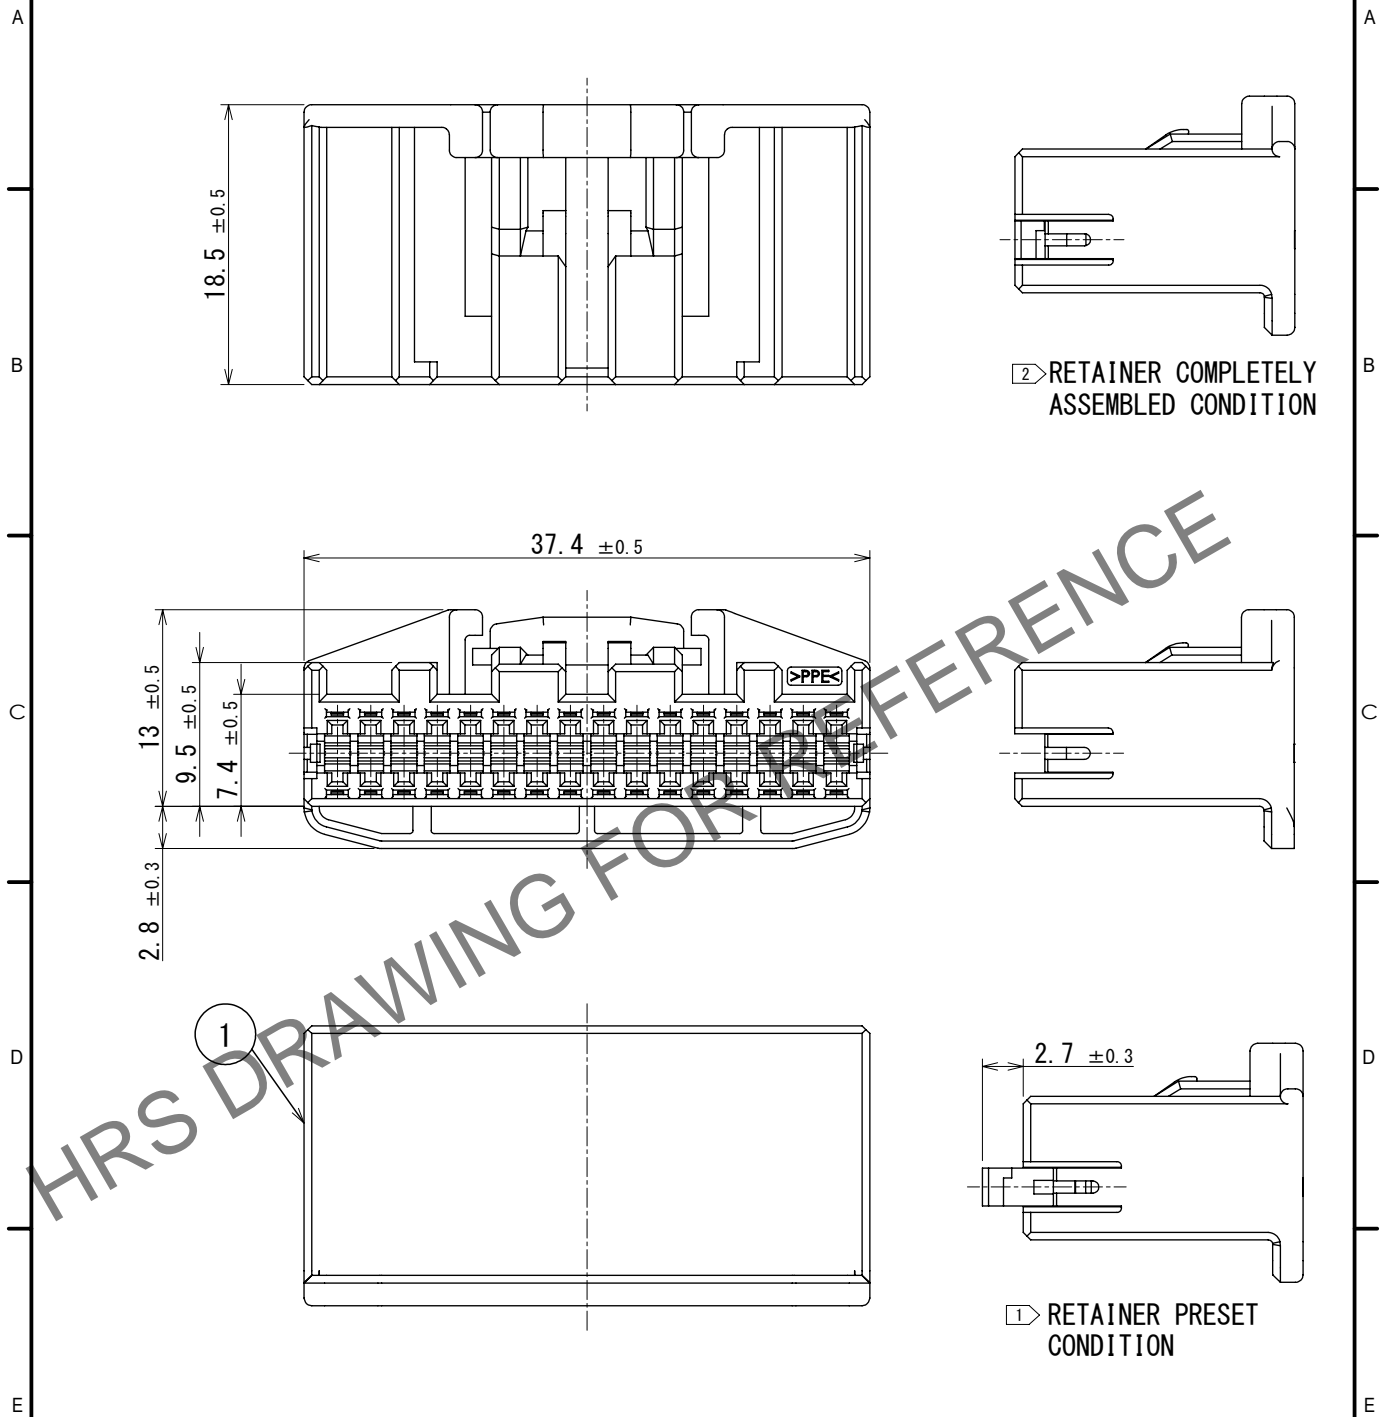 A
A
18.5 ±0.5
B
B
2 RETAINER COMPLETELY
ASSEMBLED CONDITION
37.4 ±0.5
13 ±0.5
9.5 ±0.5
7.4 ±0.5
>PPE<
C
C
2.8 ±0.3
HRS DRAWING FOR REFERENCE
1
D
D
2.7 ±0.3
1 RETAINER PRESET
CONDITION
E
E